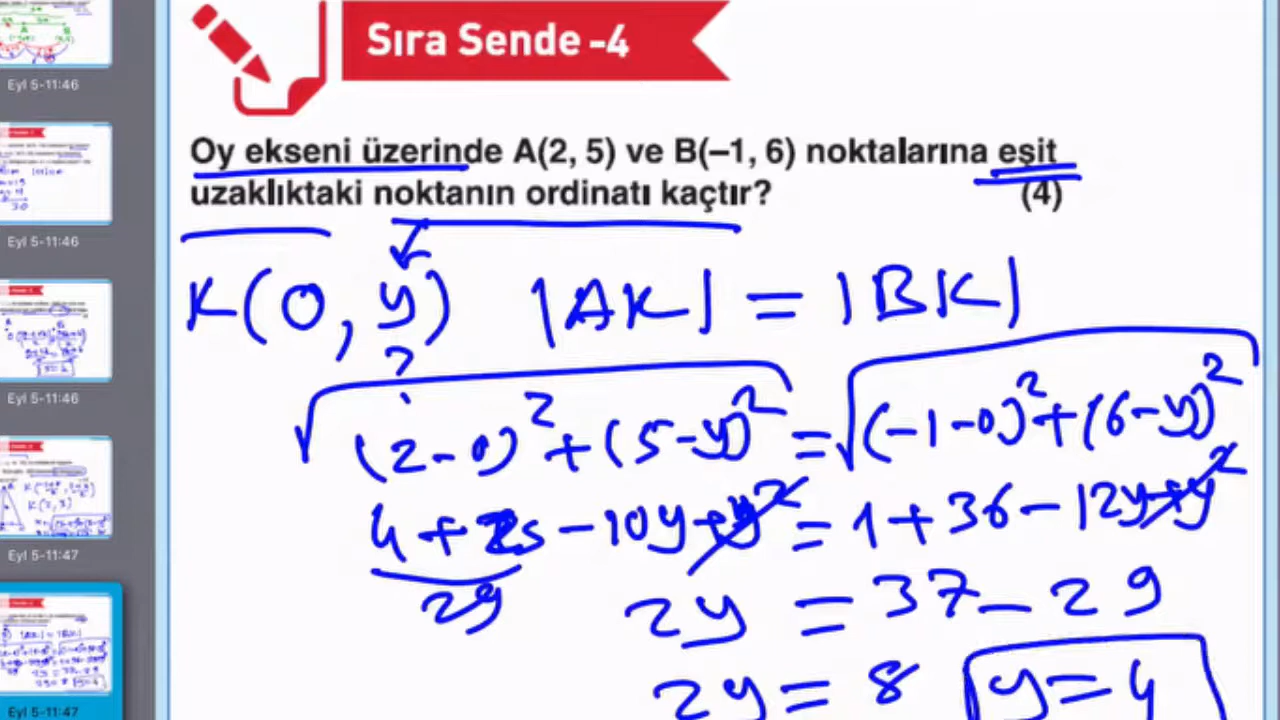 Sıra Sende -4
Oy ekseni üzerinde A(2, 5) ve B(–1, 6) noktalarına eşit
uzaklıktaki noktanın ordinatı kaçtır? (4)
K(0, y) |AK| = |BK|
?
√(2-0)²+(5-y)² = √(-1-0)²+(6-y)²
4+25-10y+y² = 1+36-12y+y²
29
2y = 37-29
2y = 8 y=4
Eyl 5-11:46
Eyl 5-11:46
Eyl 5-11:46
Eyl 5-11:47
Eyl 5-11:47